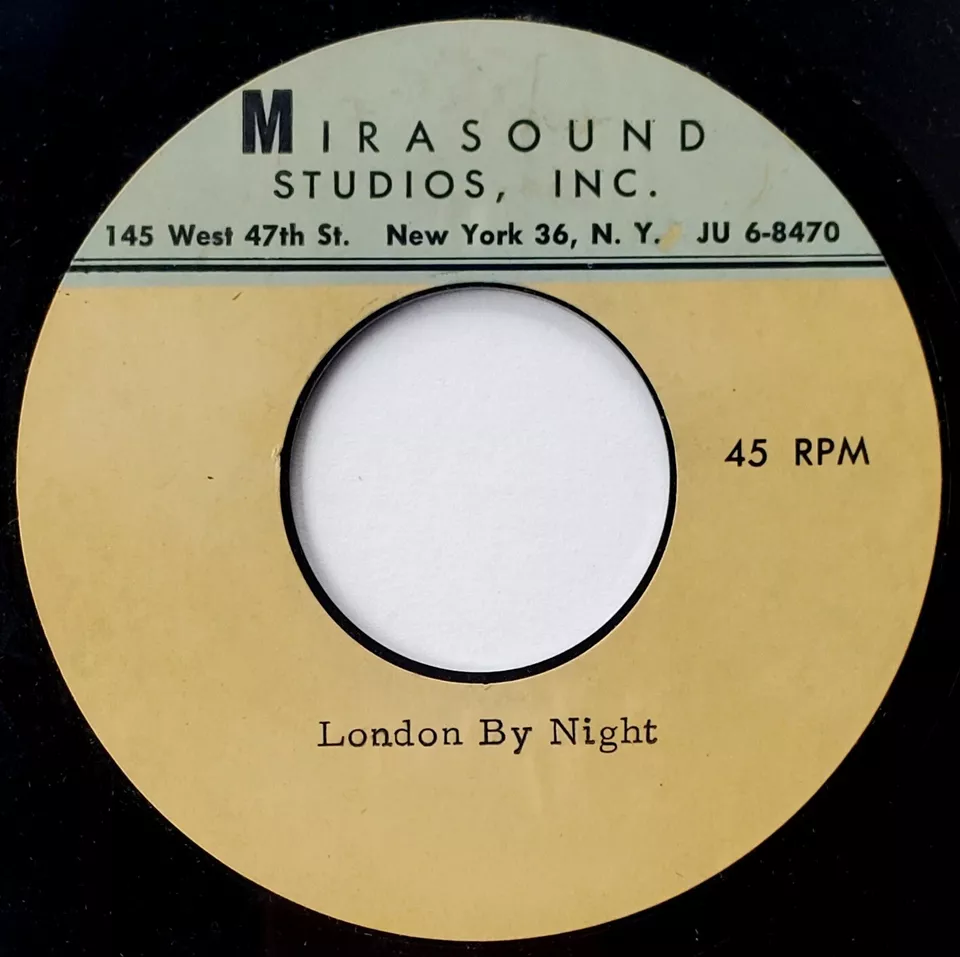 MIRASOUND
STUDIOS, INC.
145 West 47th St. New York 36, N. Y. JU 6-8470
45 RPM
London By Night